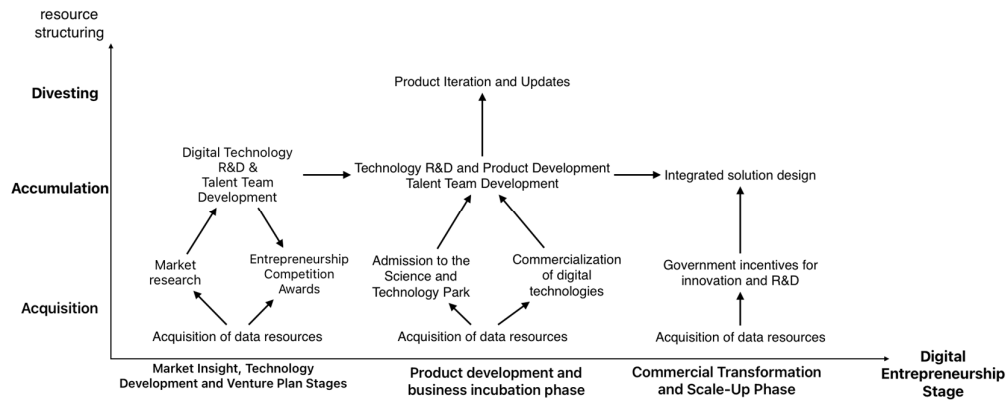 resource
structuring
Divesting
Product Iteration and Updates
Digital Technology
R&D &
Talent Team
Development
Technology R&D and Product Development
Talent Team Development
Integrated solution design
Accumulation
Market
research
Entrepreneurship
Competition
Awards
Admission to the
Science and
Technology Park
Commercialization
of digital
technologies
Government incentives for
innovation and R&D
Acquisition
Acquisition of data resources
Acquisition of data resources
Acquisition of data resources
Market Insight, Technology
Development and Venture Plan Stages
Product development and
business incubation phase
Commercial Transformation
and Scale-Up Phase
Digital
Entrepreneurship
Stage